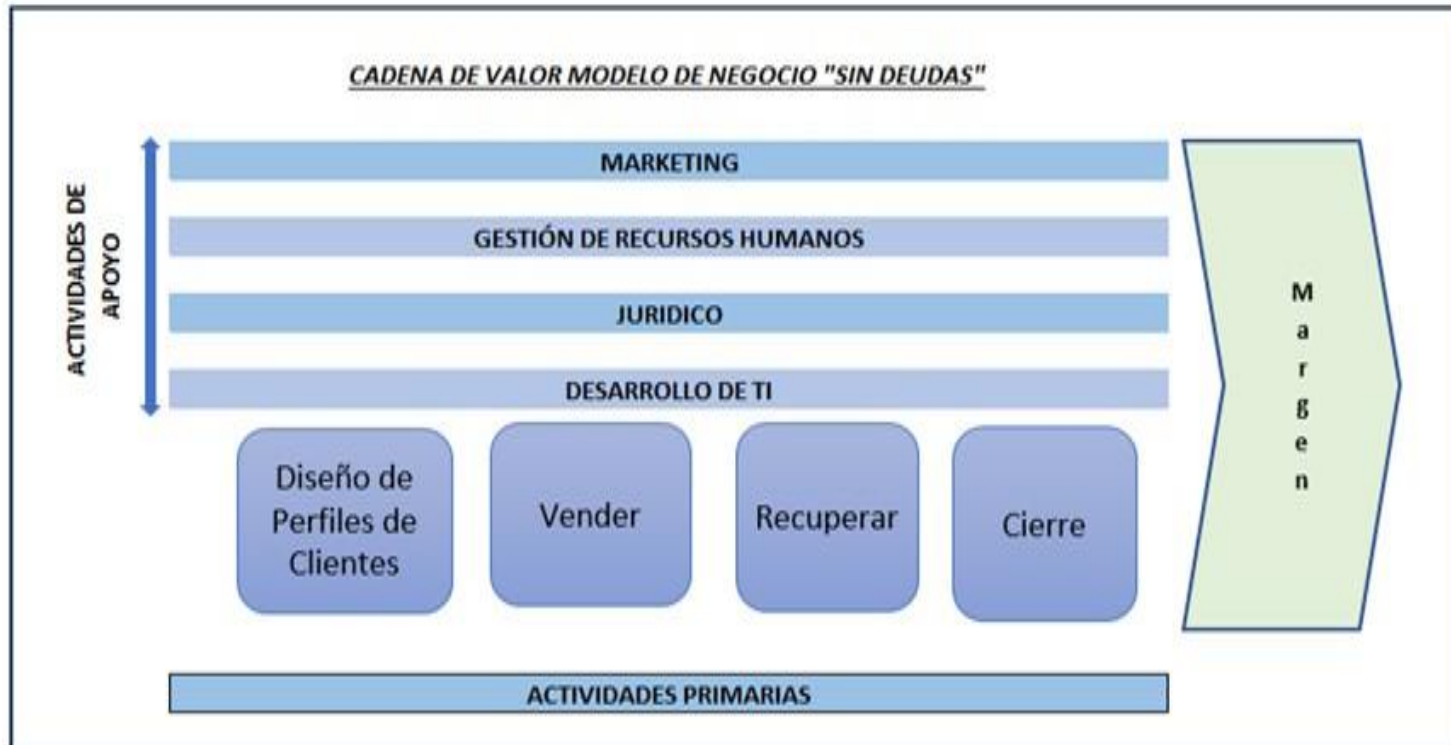 CADENA DE VALOR MODELO DE NEGOCIO "SIN DEUDAS"
ACTIVIDADES DE
APOYO
MARKETING
GESTIÓN DE RECURSOS HUMANOS
JURIDICO
DESARROLLO DE TI
Diseño de
Perfiles de
Clientes
Vender
Recuperar
Cierre
ACTIVIDADES PRIMARIAS
M
a
r
g
e
n